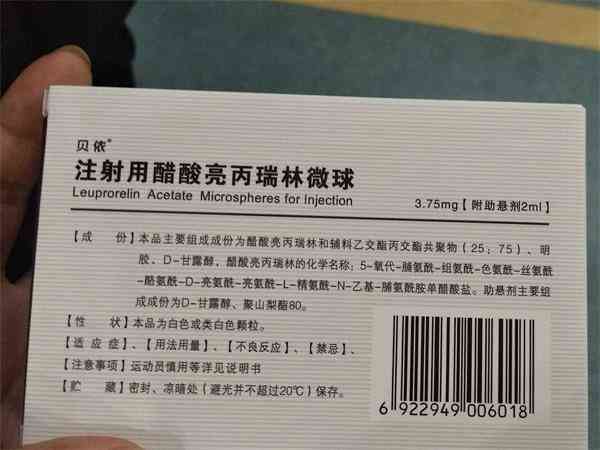 贝依®
注射用醋酸亮丙瑞林微球
Leuprorelin Acetate Microspheres for Injection
3.75mg【附助悬剂2ml】
【成 份】本品主要组成成份为醋酸亮丙瑞林和辅料乙交酯丙交酯共聚物(25:75)、明
胶、D-甘露醇、醋酸亮丙瑞林的化学名称:5-氧代-脯氨酰-组氨酰-色氨酰-丝氨酰
-酪氨酰-D-亮氨酰-亮氨酰-L-精氨酰-N-乙基-脯氨酰胺单醋酸盐。助悬剂主要组
成成份为D-甘露醇、聚山梨酯80。
【性 状】本品为白色或类白色颗粒。
【适应症】、【用法用量】、【不良反应】、【禁忌】、
【注意事项】运动员慎用等详见说明书
【贮 藏】密封、凉暗处(避光并不超过20℃)保存。
6 922949 006018